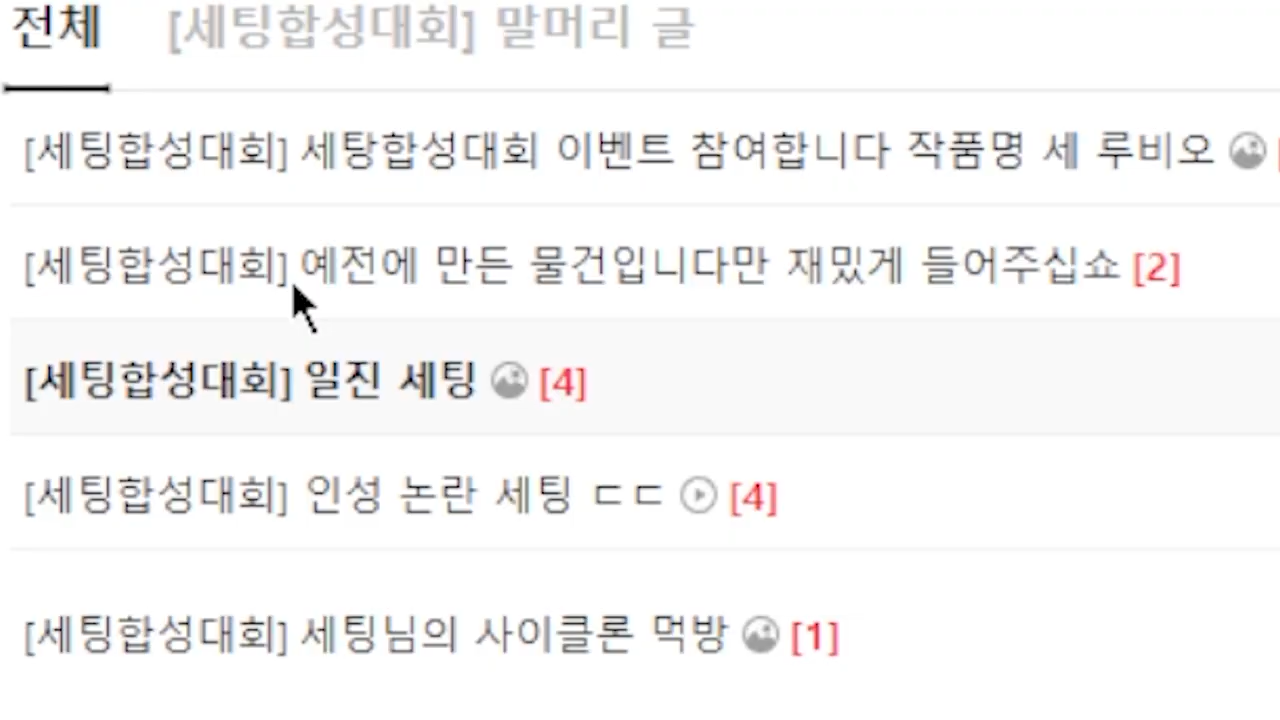 전체 [세팅합성대회] 말머리 글
[세팅합성대회] 세탕합성대회 이벤트 참여합니다 작품명 세 루비오
[세팅합성대회] 예전에 만든 물건입니다만 재밌게 들어주십쇼 [2]
[세팅합성대회] 일진 세팅 [4]
[세팅합성대회] 인성 논란 세팅 ㄷㄷ [4]
[세팅합성대회] 세팅님의 사이클론 먹방 [1]